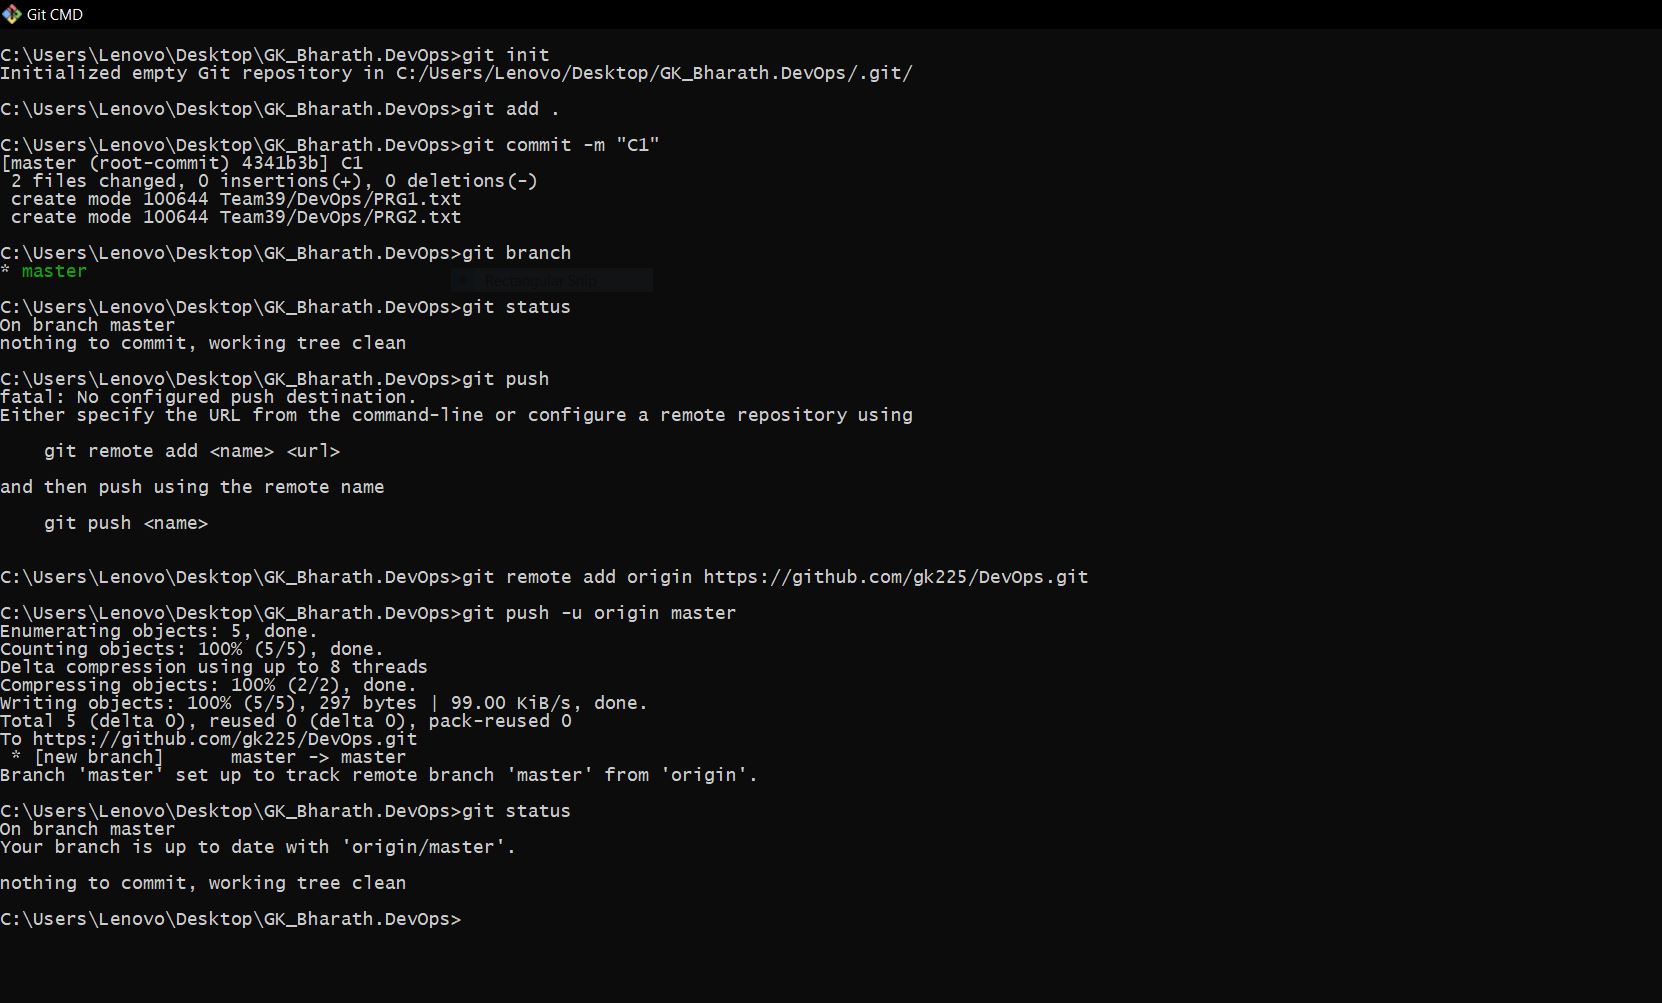 Git CMD
C:\Users\Lenovo\Desktop\GK_Bharath.DevOps>git init
Initialized empty Git repository in C:/Users/Lenovo/Desktop/GK_Bharath.DevOps/.git/
C:\Users\Lenovo\Desktop\GK_Bharath.DevOps>git add .
C:\Users\Lenovo\Desktop\GK_Bharath.DevOps>git commit -m "C1"
[master (root-commit) 4341b3b] C1
 2 files changed, 0 insertions(+), 0 deletions(-)
 create mode 100644 Team39/DevOps/PRG1.txt
 create mode 100644 Team39/DevOps/PRG2.txt
C:\Users\Lenovo\Desktop\GK_Bharath.DevOps>git branch
* master
Rectangular Snip
C:\Users\Lenovo\Desktop\GK_Bharath.DevOps>git status
On branch master
nothing to commit, working tree clean
C:\Users\Lenovo\Desktop\GK_Bharath.DevOps>git push
fatal: No configured push destination.
Either specify the URL from the command-line or configure a remote repository using
    git remote add <name> <url>
and then push using the remote name
    git push <name>
C:\Users\Lenovo\Desktop\GK_Bharath.DevOps>git remote add origin https://github.com/gk225/DevOps.git
C:\Users\Lenovo\Desktop\GK_Bharath.DevOps>git push -u origin master
Enumerating objects: 5, done.
Counting objects: 100% (5/5), done.
Delta compression using up to 8 threads
Compressing objects: 100% (2/2), done.
Writing objects: 100% (5/5), 297 bytes | 99.00 KiB/s, done.
Total 5 (delta 0), reused 0 (delta 0), pack-reused 0
To https://github.com/gk225/DevOps.git
 * [new branch]      master -> master
Branch 'master' set up to track remote branch 'master' from 'origin'.
C:\Users\Lenovo\Desktop\GK_Bharath.DevOps>git status
On branch master
Your branch is up to date with 'origin/master'.
nothing to commit, working tree clean
C:\Users\Lenovo\Desktop\GK_Bharath.DevOps>